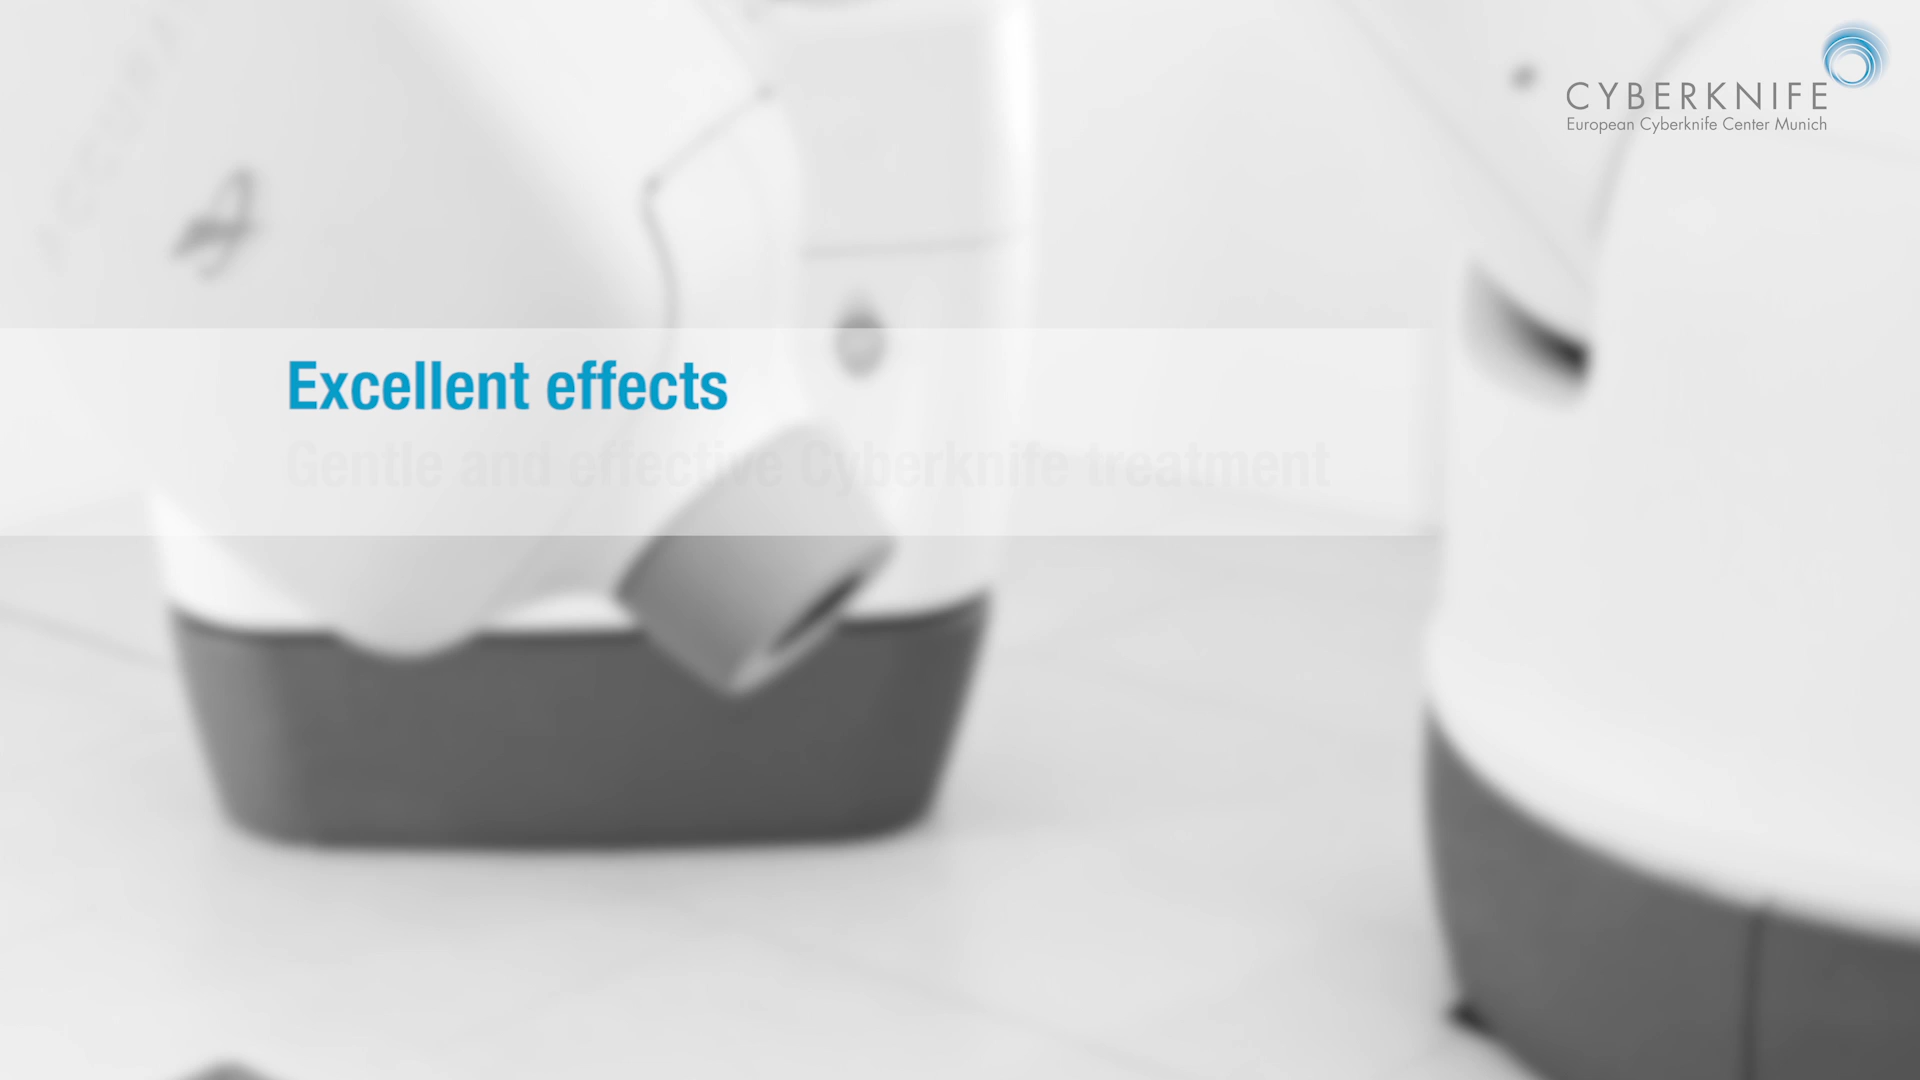 CYBERKNIFE
European Cyberknife Center Munich
Excellent effects
Gentle and effective Cyberknife treatment